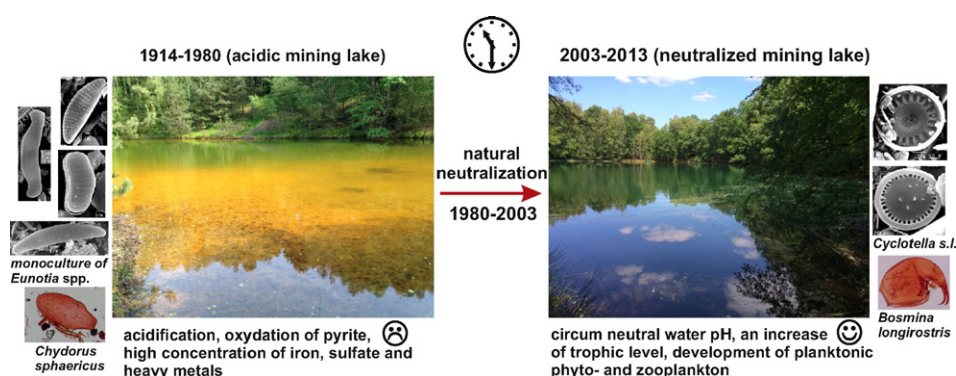 1914-1980 (acidic mining lake)
2003-2013 (neutralized mining lake)
natural
neutralization
1980-2003
monoculture of
Eunotia spp.
Chydorus
sphaericus
acidification, oxydation of pyrite,
high concentration of iron, sulfate and
heavy metals
circum neutral water pH, an increase
of trophic level, development of planktonic
phyto- and zooplankton
Cyclotella s.l.
Bosmina
longirostris